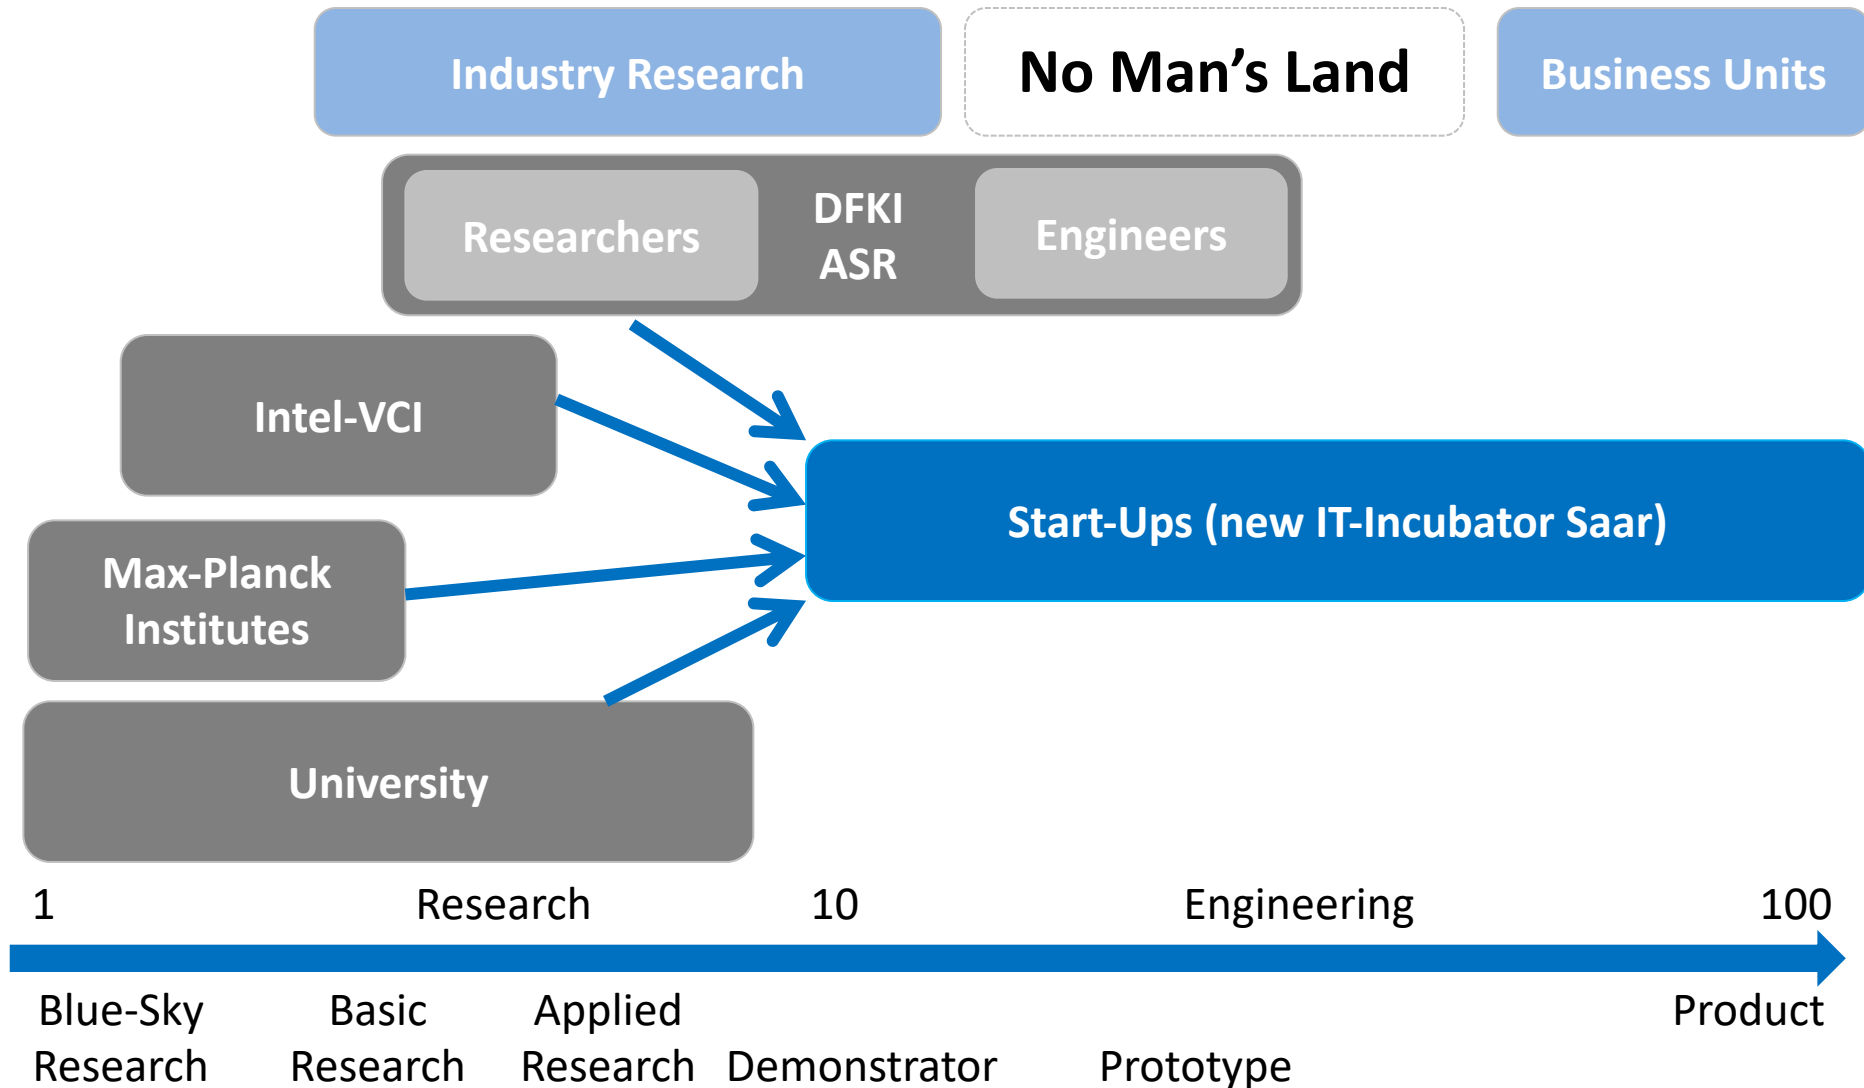 Industry Research
No Man’s Land
Business Units
Researchers
DFKI
ASR
Engineers
Intel-VCI
Start-Ups (new IT-Incubator Saar)
Max-Planck
Institutes
University
1
Research
10
Engineering
100
Blue-Sky
Research
Basic
Research
Applied
Research
Demonstrator
Prototype
Product